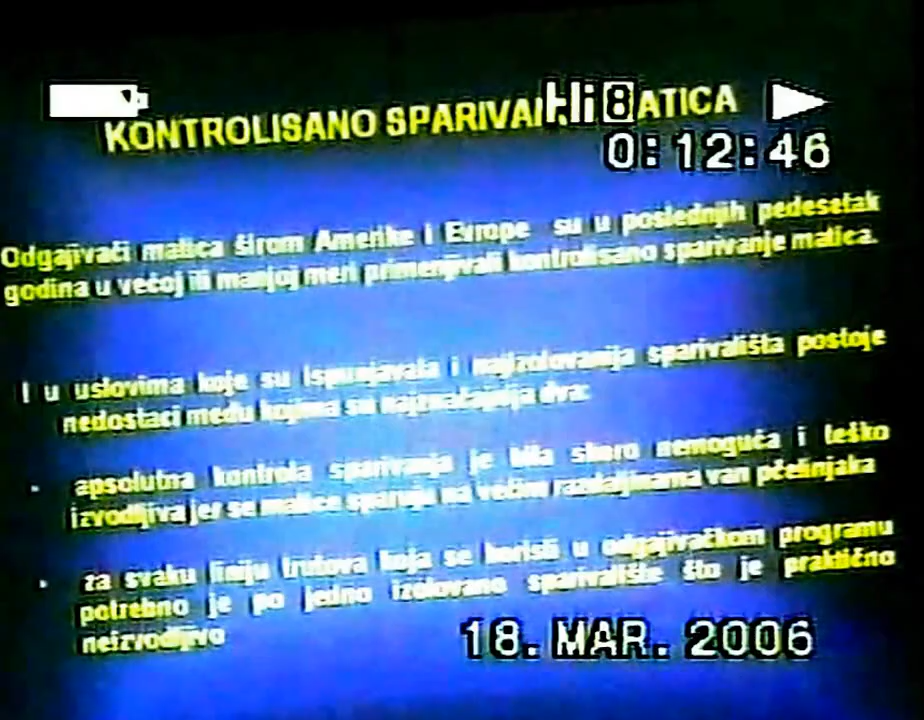 Hi8
KONTROLISANO SPARIVAN ATICA
0:12:46
Odgajivači matica širom Amerike i Evrope su u poslednjih pedesetak
godina u većoj ili manjoj meri primenjivali kontrolisano sparivanje matica.
I u uslovima koje su ispunjavala i najizolovanija sparivališta postoje
nedostaci među kojima su najznačajnija dva:
- apsolutna kontrola sparivanja je bila skoro nemoguća i teško
izvodljiva jer se matice sparuju na većim razdaljinama van pčelinjaka
- za svaku liniju trutova koja se koristi u odgajivačkom programu
potrebno je po jedno izolovano sparivalište što je praktično
neizvodljivo
18. MAR. 2006